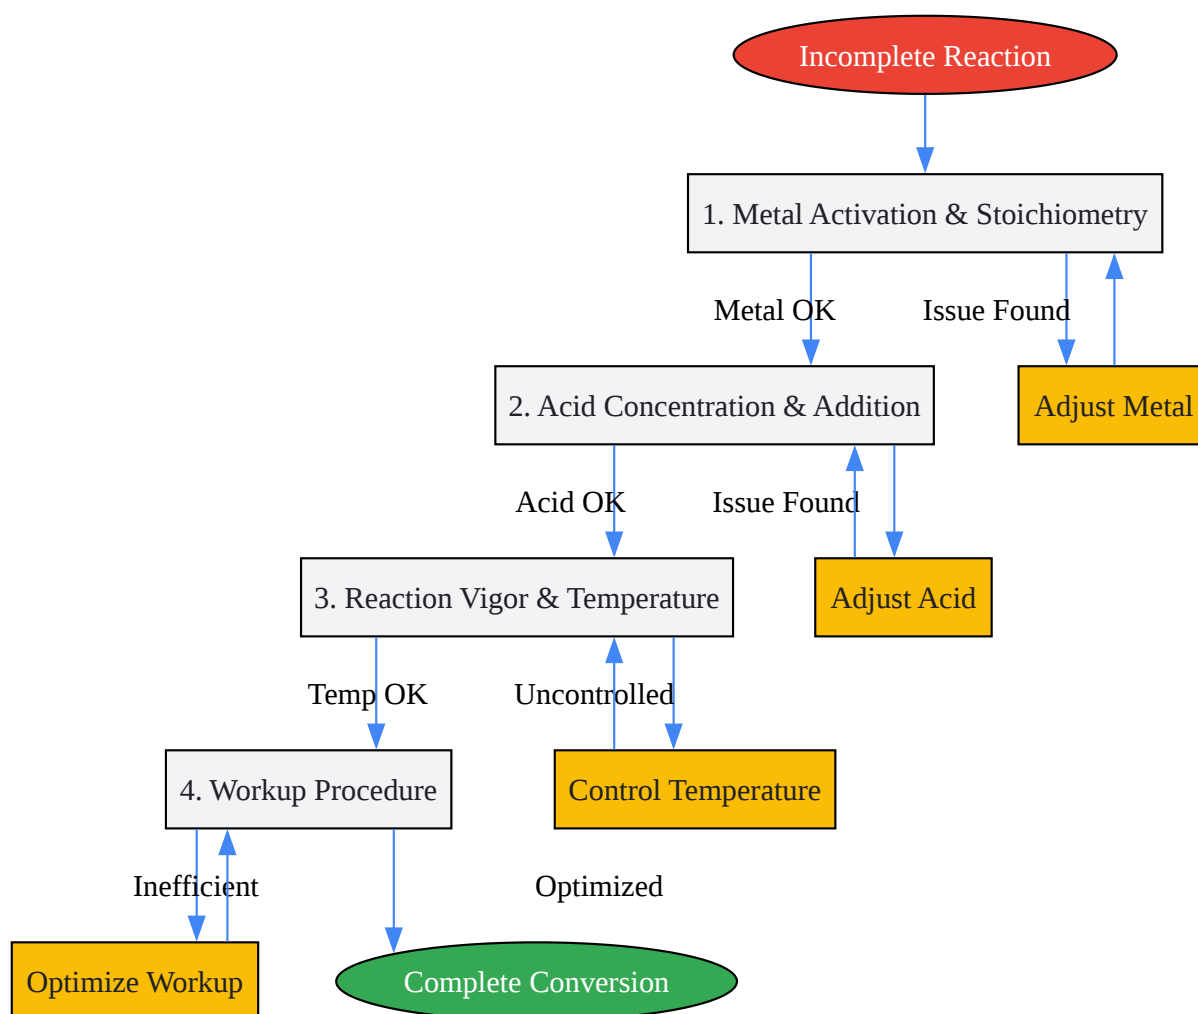 Incomplete Reaction
1. Metal Activation & Stoichiometry
Metal OK
Issue Found
2. Acid Concentration & Addition
Adjust Metal
Acid OK
Issue Found
3. Reaction Vigor & Temperature
Adjust Acid
Temp OK
Uncontrolled
4. Workup Procedure
Control Temperature
Inefficient
Optimized
Optimize Workup
Complete Conversion